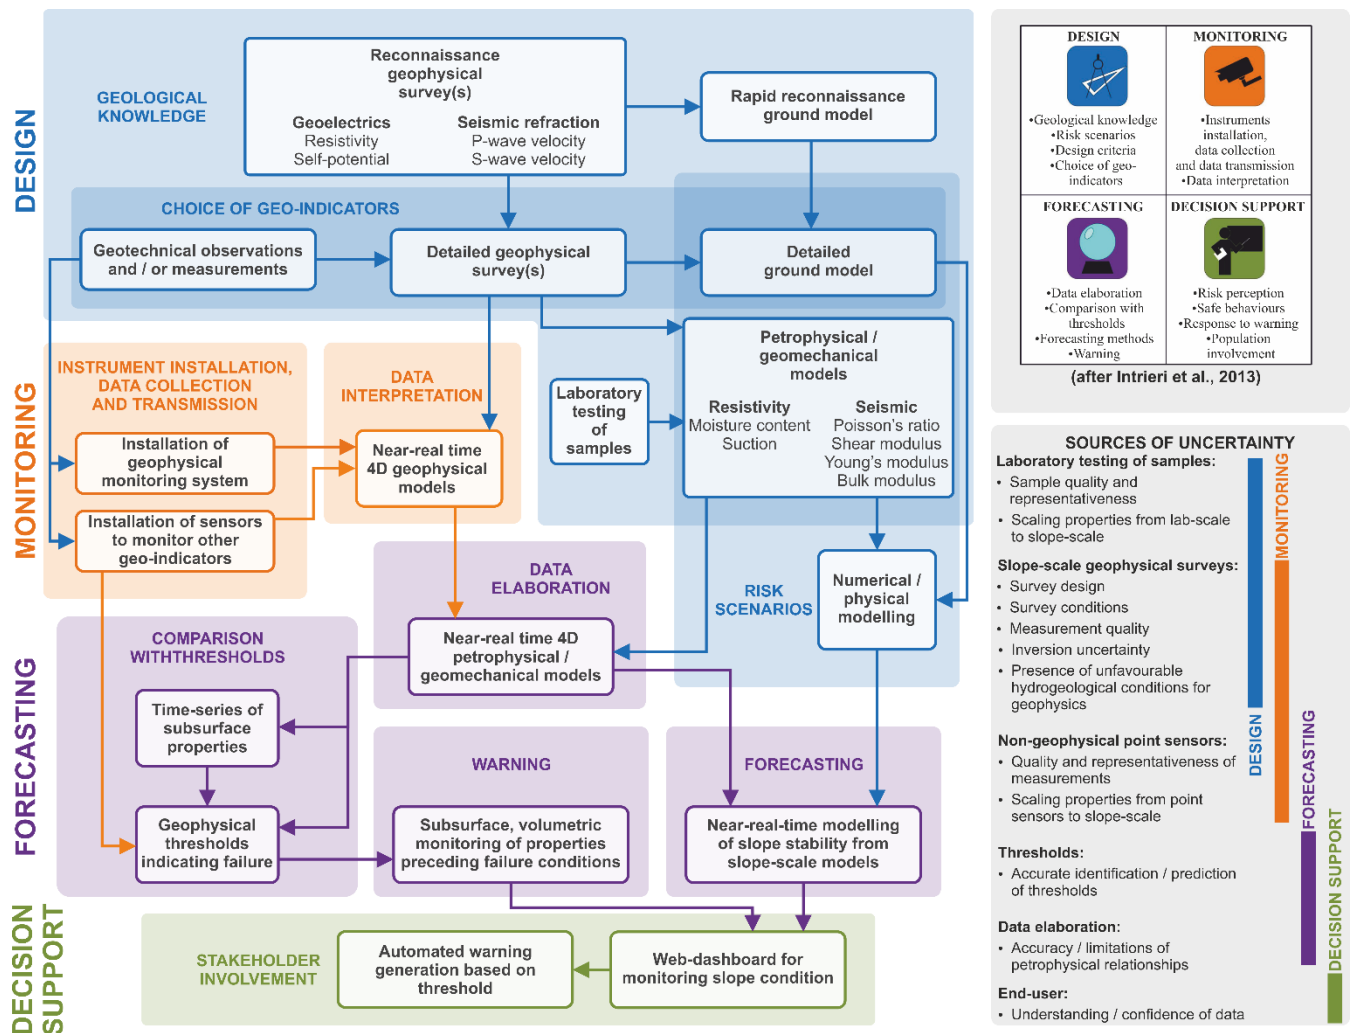 DESIGN
GEOLOGICAL
KNOWLEDGE
Reconnaissance
geophysical
survey(s)
Geoelectrics
Resistivity
Self-potential
Seismic refraction
P-wave velocity
S-wave velocity
Rapid reconnaissance
ground model
CHOICE OF GEO-INDICATORS
Geotechnical observations
and / or measurements
Detailed geophysical
survey(s)
Detailed
ground model
Petrophysical /
geomechanical
models
Resistivity
Moisture content
Suction
Seismic
Poisson's ratio
Shear modulus
Young's modulus
Bulk modulus
Laboratory
testing
of
samples
RISK
SCENARIOS
Numerical /
physical
modelling
MONITORING
INSTRUMENT INSTALLATION,
DATA COLLECTION
AND TRANSMISSION
Installation of
geophysical
monitoring system
Installation of sensors
to monitor other
geo-indicators
DATA
INTERPRETATION
Near-real time
4D geophysical
models
FORECASTING
DATA
ELABORATION
Near-real time 4D
petrophysical /
geomechanical models
COMPARISON
WITHTHRESHOLDS
Time-series of
subsurface
properties
Geophysical
thresholds
indicating failure
WARNING
Subsurface, volumetric
monitoring of properties
preceding failure conditions
FORECASTING
Near-real-time modelling
of slope stability from
slope-scale models
DECISION
SUPPORT
STAKEHOLDER
INVOLVEMENT
Automated warning
generation based on
threshold
Web-dashboard for
monitoring slope condition
DESIGN
•Geological knowledge
•Risk scenarios
•Design criteria
•Choice of geo-
indicators
MONITORING
•Instruments
installation,
data collection
and data transmission
•Data interpretation
FORECASTING
•Data elaboration
•Comparison with
thresholds
•Forecasting methods
•Warning
DECISION SUPPORT
•Risk perception
•Safe behaviours
•Response to warning
•Population
involvement
(after Intrieri et al., 2013)
SOURCES OF UNCERTAINTY
Laboratory testing of samples:
• Sample quality and
representativeness
• Scaling properties from lab-scale
to slope-scale
Slope-scale geophysical surveys:
• Survey design
• Survey conditions
• Measurement quality
• Inversion uncertainty
• Presence of unfavourable
hydrogeological conditions for
geophysics
Non-geophysical point sensors:
• Quality and representativeness of
measurements
• Scaling properties from point
sensors to slope-scale
Thresholds:
• Accurate identification / prediction
of thresholds
Data elaboration:
• Accuracy / limitations of
petrophysical relationships
End-user:
• Understanding / confidence of data
DESIGN
MONITORING
FORECASTING
DECISION SUPPORT